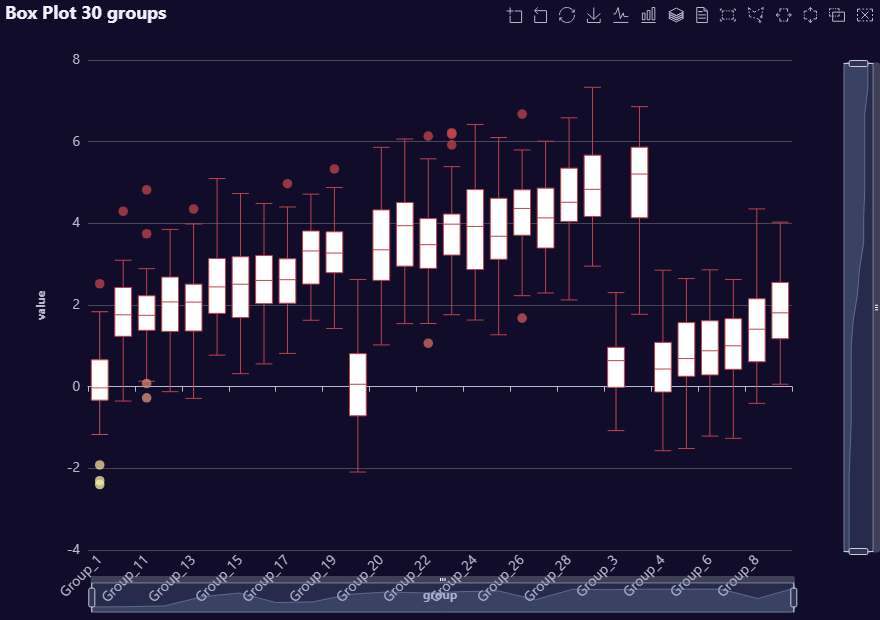 Box Plot 30 groups
8
6
4
2
0
-2
-4
value
Group_1
Group_11
Group_13
Group_15
Group_17
Group_19
Group_20
Group_22
Group_24
Group_26
Group_28
Group_3
Group_4
Group_6
Group_8
group